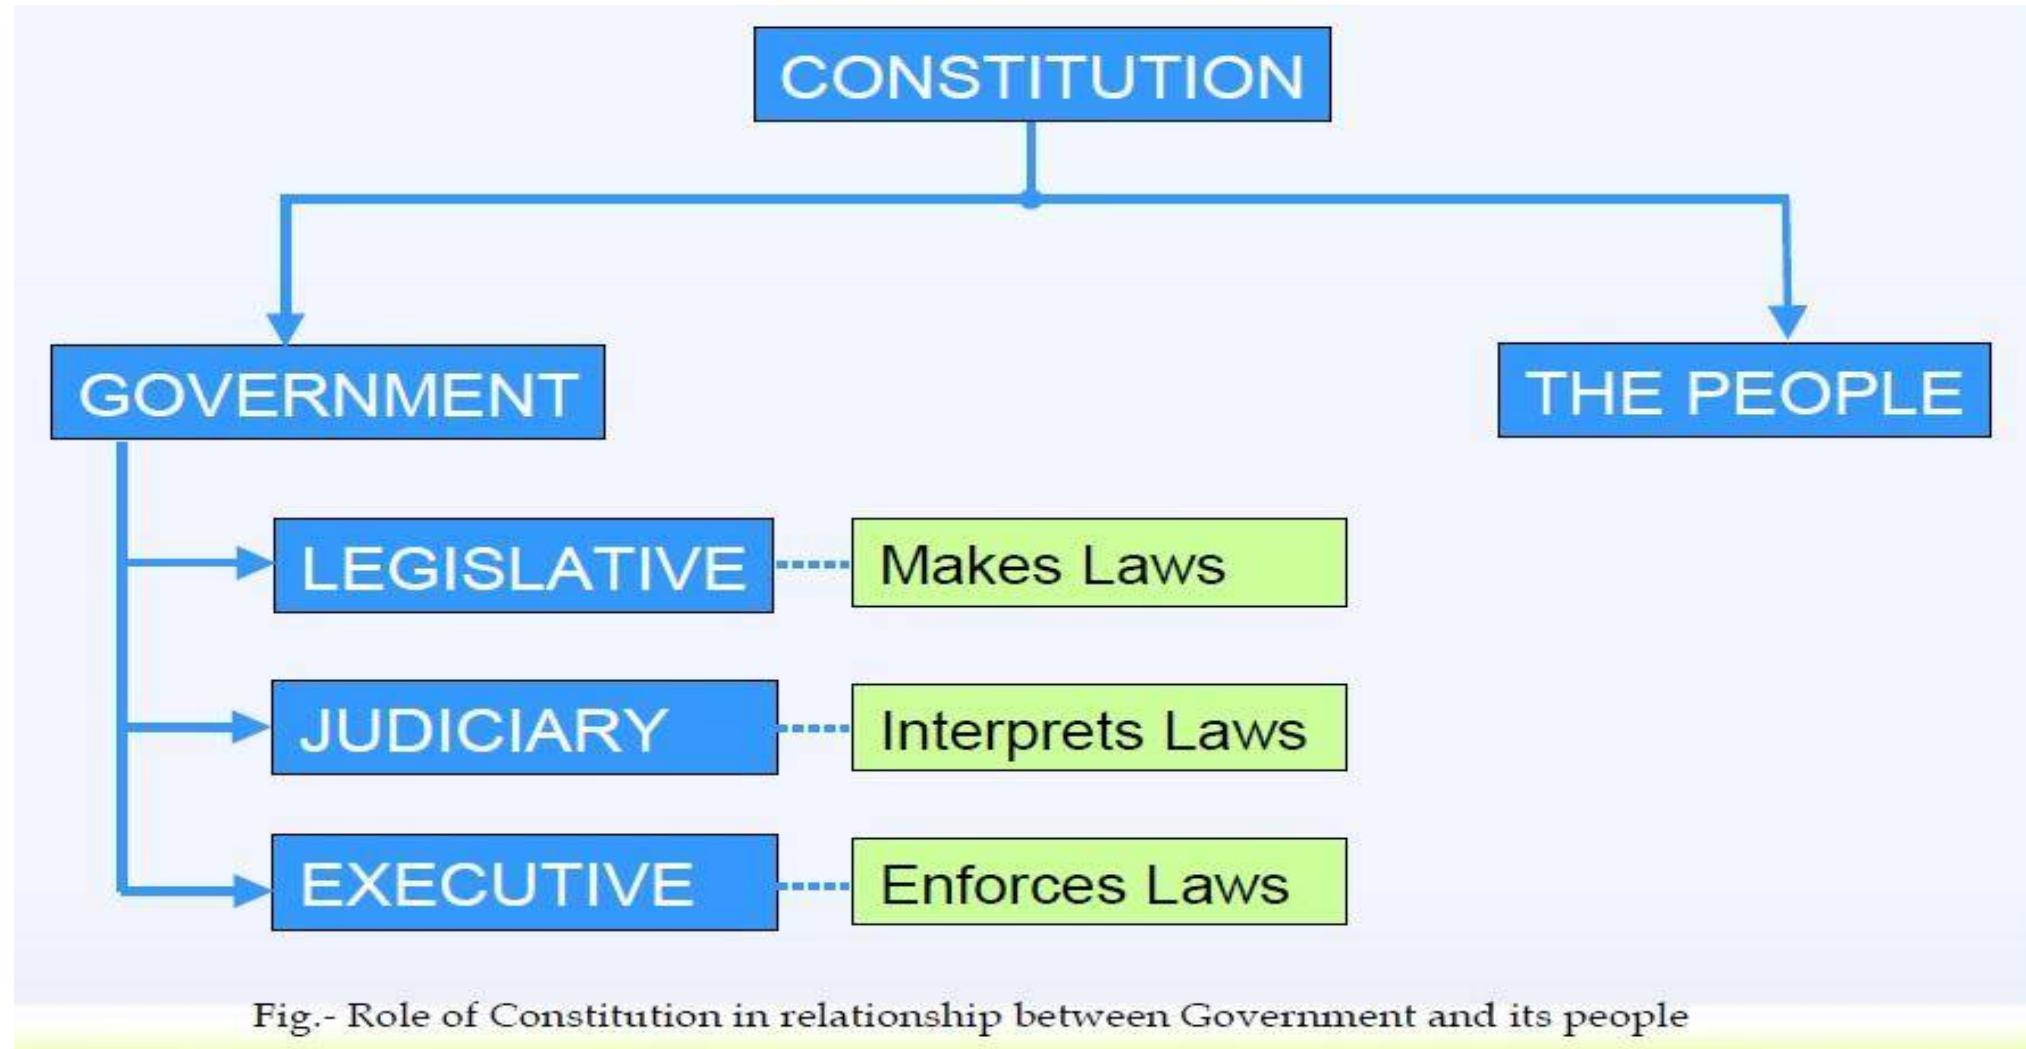 CONSTITUTION
GOVERNMENT
THE PEOPLE
LEGISLATIVE
Makes Laws
JUDICIARY
Interprets Laws
EXECUTIVE
Enforces Laws
Fig.- Role of Constitution in relationship between Government and its people